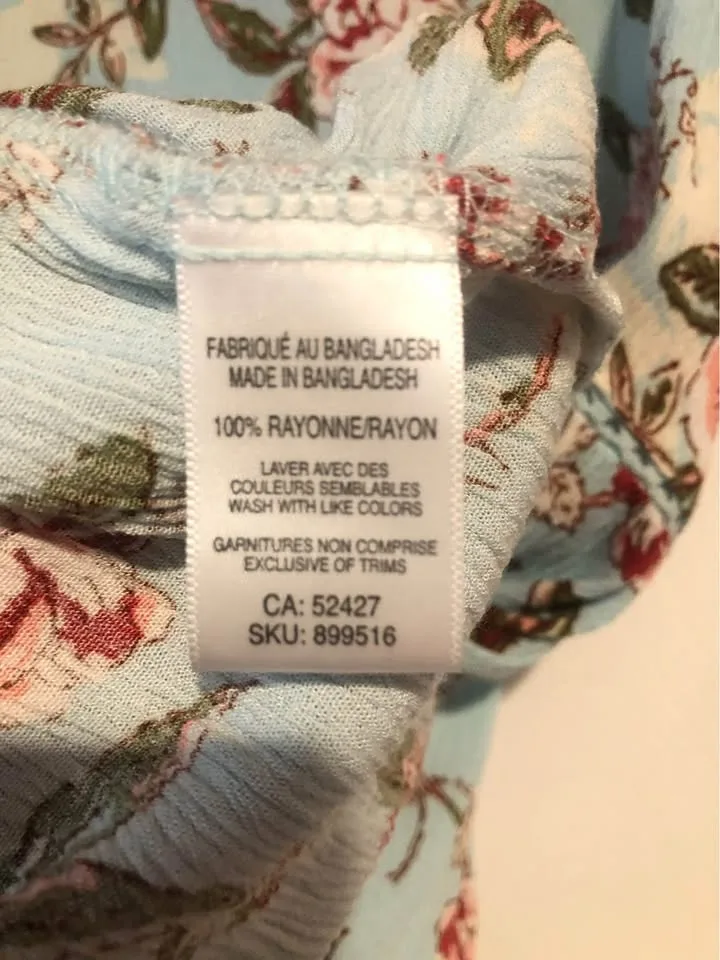 FABRIQUÉ AU BANGLADESH
MADE IN BANGLADESH
100% RAYONNE/RAYON
LAVER AVEC DES
COULEURS SEMBLABLES
WASH WITH LIKE COLORS
GARNITURES NON COMPRISE
EXCLUSIVE OF TRIMS
CA: 52427
SKU: 899516